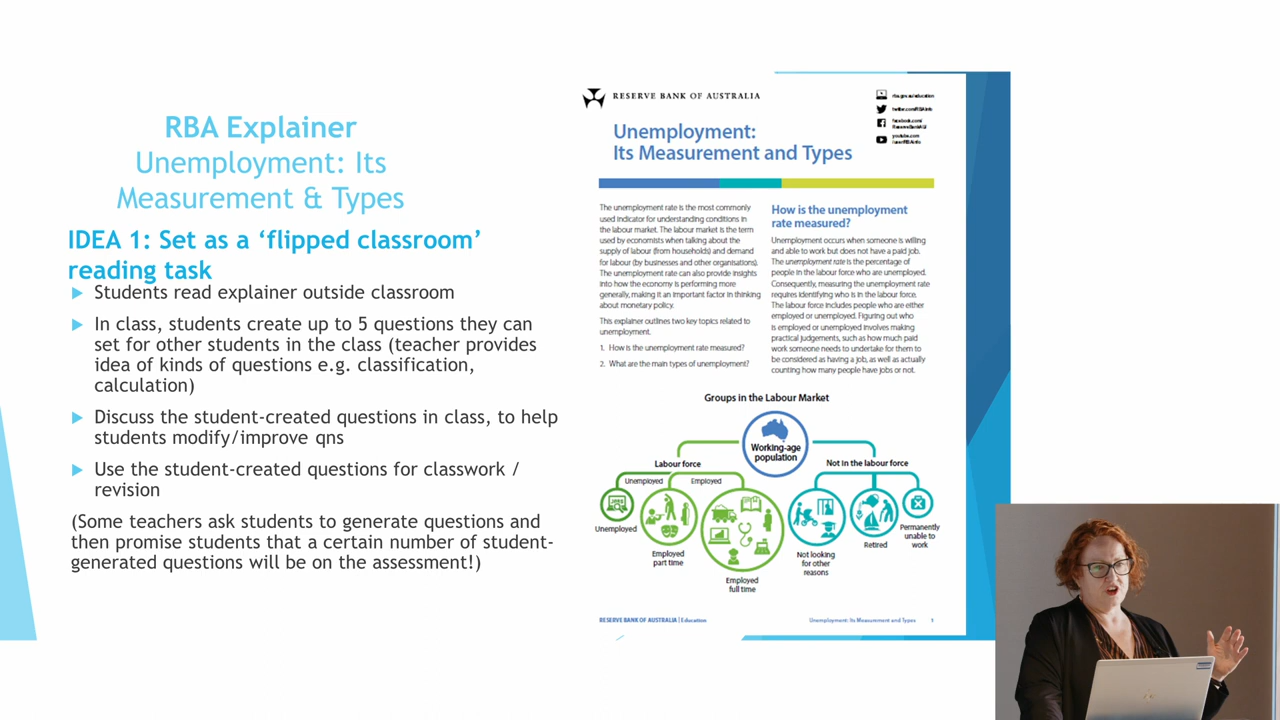 RBA Explainer
Unemployment: Its
Measurement & Types
IDEA 1: Set as a ‘flipped classroom’
reading task
Students read explainer outside classroom
In class, students create up to 5 questions they can
set for other students in the class (teacher provides
idea of kinds of questions e.g. classification,
calculation)
Discuss the student-created questions in class, to help
students modify/improve qns
Use the student-created questions for classwork /
revision
(Some teachers ask students to generate questions and
then promise students that a certain number of student-
generated questions will be on the assessment!)
RESERVE BANK OF AUSTRALIA
rba.gov.au/education
twitter.com/RBAInfo
facebook.com/
ReserveBankAU/
youtube.com
/user/RBAinfo
Unemployment:
Its Measurement and Types
The unemployment rate is the most commonly
used indicator for understanding conditions in
the labour market. The labour market is the term
used by economists when talking about the
supply of labour (from households) and demand
for labour (by businesses and other organisations).
The unemployment rate can also provide insights
into how the economy is performing more
generally, making it an important factor in thinking
about monetary policy.
This explainer outlines two key topics related to
unemployment.
1. How is the unemployment rate measured?
2. What are the main types of unemployment?
How is the unemployment
rate measured?
Unemployment occurs when someone is willing
and able to work but does not have a paid job.
The unemployment rate is the percentage of
people in the labour force who are unemployed.
Consequently, measuring the unemployment rate
requires identifying who is in the labour force.
The labour force includes people who are either
employed or unemployed. Figuring out who
is employed or unemployed involves making
practical judgements, such as how much paid
work someone needs to undertake for them to
be considered as having a job, as well as actually
counting how many people have jobs or not.
Groups in the Labour Market
Working-age
population
Labour force
Not in the labour force
Unemployed
Employed
JOBS
Unemployed
Employed
part time
Employed
full time
Not looking
for other
reasons
Retired
Permanently
unable to
work
RESERVE BANK OF AUSTRALIA | Education
Unemployment: Its Measurement and Types 1